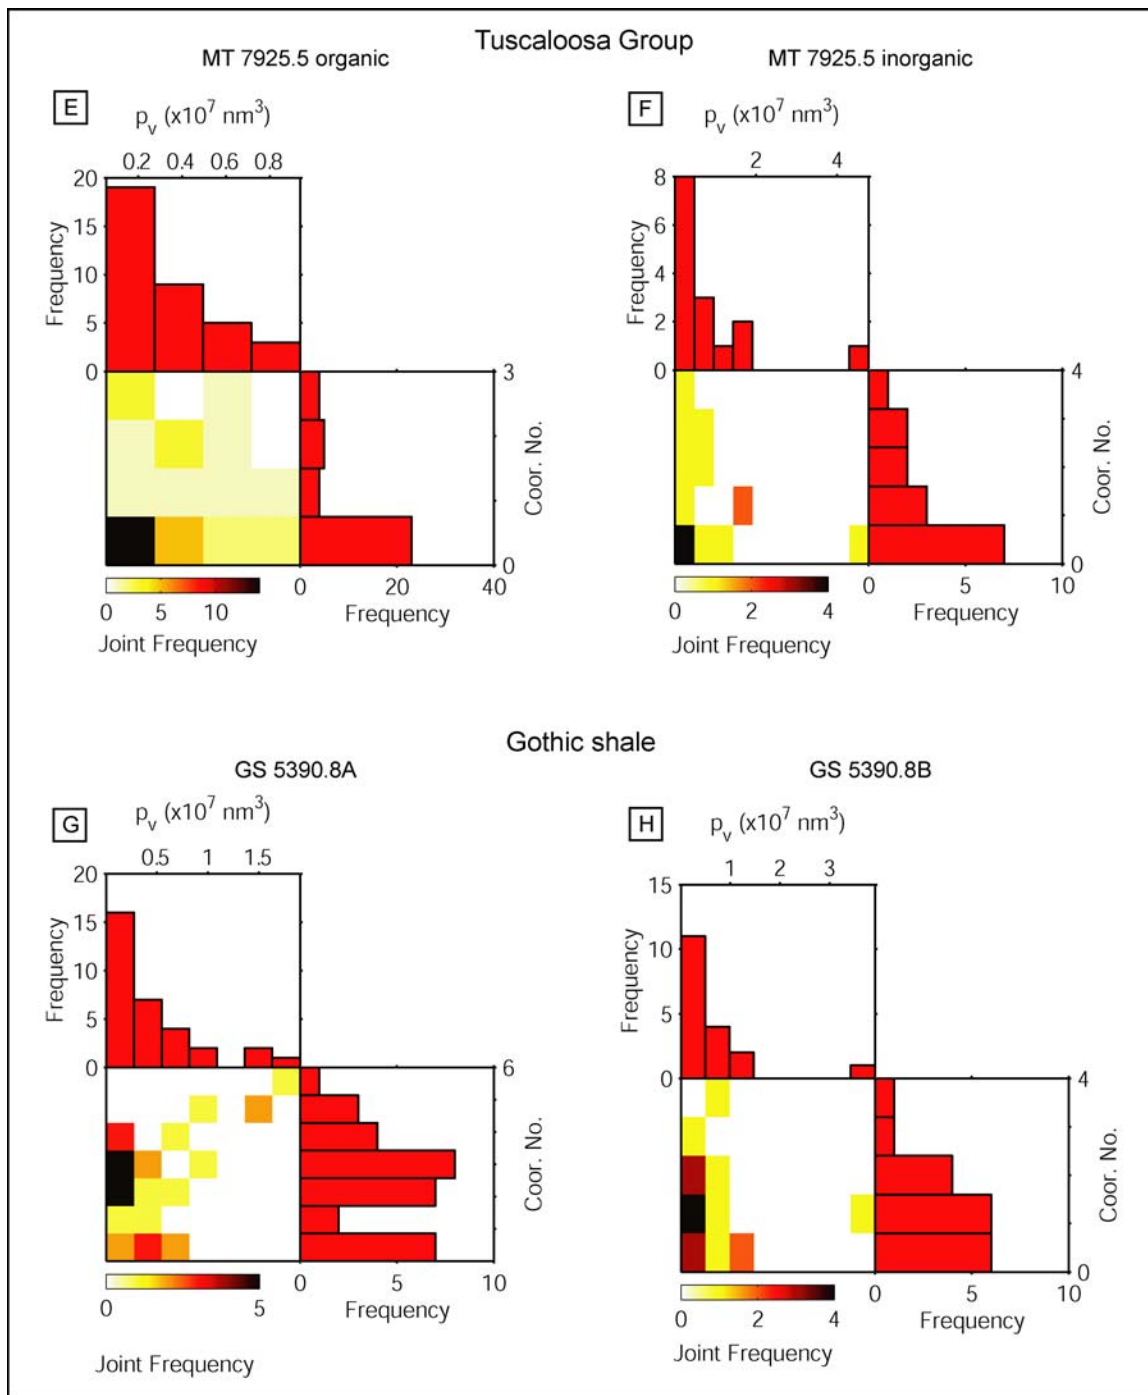 Tuscaloosa Group
MT 7925.5 organic
MT 7925.5 inorganic
E
p_v (x10^7 nm^3)
0.2 0.4 0.6 0.8
20
15
10
5
0
Frequency
3
0
Coor. No.
0 5 10
Joint Frequency
0 20 40
Frequency
F
p_v (x10^7 nm^3)
2 4
8
6
4
2
0
Frequency
4
0
Coor. No.
0 2 4
Joint Frequency
0 5 10
Frequency
Gothic shale
GS 5390.8A
GS 5390.8B
G
p_v (x10^7 nm^3)
0.5 1 1.5
20
15
10
5
0
Frequency
6
Coor. No.
0 5
Joint Frequency
0 5 10
Frequency
H
p_v (x10^7 nm^3)
1 2 3
15
10
5
0
Frequency
4
0
Coor. No.
0 2 4
Joint Frequency
0 5 10
Frequency